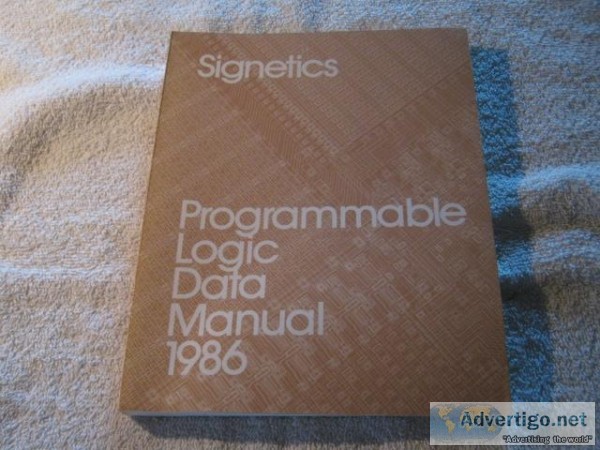 Signetics
Programmable
Logic
Data
Manual
1986
Advertigo.net
"Advertising the world"